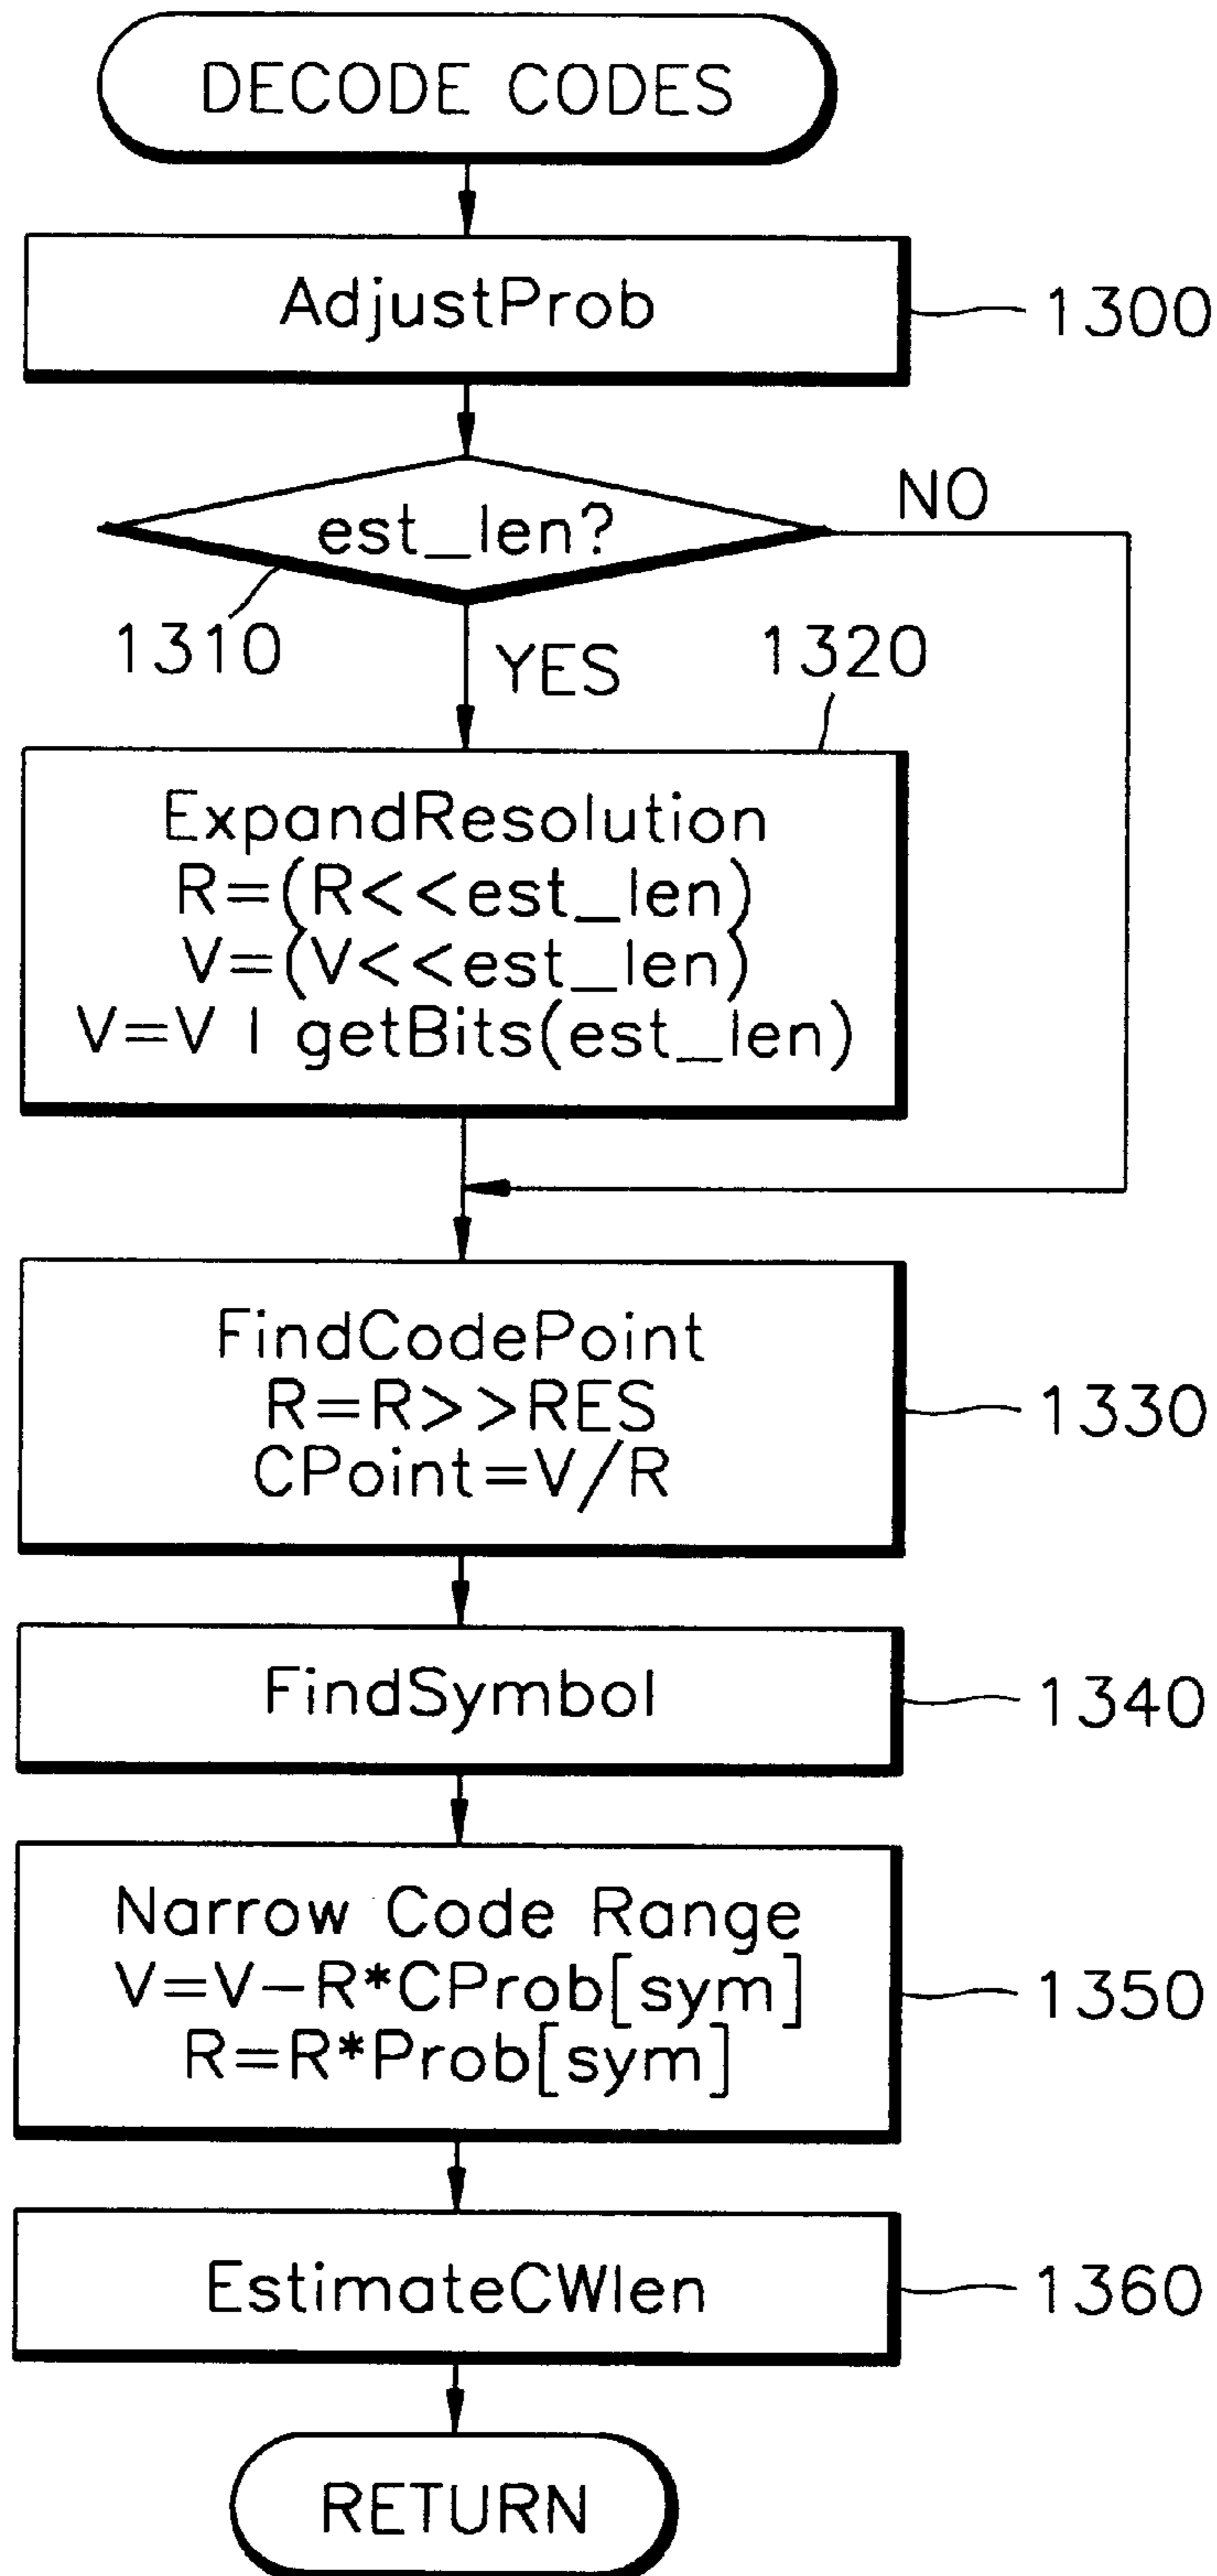 DECODE CODES
AdjustProb
1300
est_len?
NO
1310
YES
1320
ExpandResolution
R=(R<<est_len)
V=(V<<est_len)
V=V | getBits(est_len)
FindCodePoint
R=R>>RES
CPoint=V/R
1330
FindSymbol
1340
Narrow Code Range
V=V-R*CProb[sym]
R=R*Prob[sym]
1350
EstimateCWlen
1360
RETURN